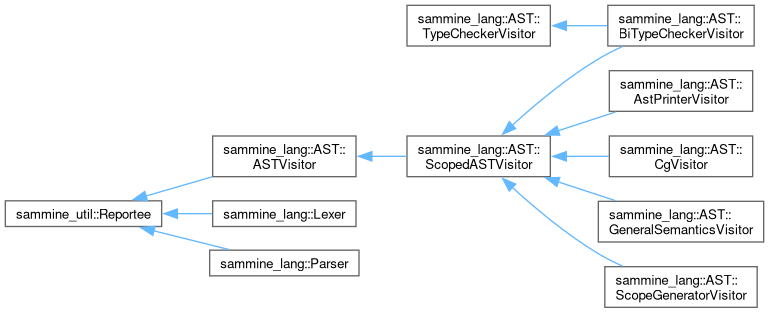 sammine_lang::AST::
TypeCheckerVisitor
sammine_lang::AST::
BiTypeCheckerVisitor
sammine_lang::AST::
AstPrinterVisitor
sammine_lang::AST::
ASTVisitor
sammine_lang::AST::
ScopedASTVisitor
sammine_lang::AST::
CgVisitor
sammine_util::Reportee
sammine_lang::Lexer
sammine_lang::AST::
GeneralSemanticsVisitor
sammine_lang::Parser
sammine_lang::AST::
ScopeGeneratorVisitor